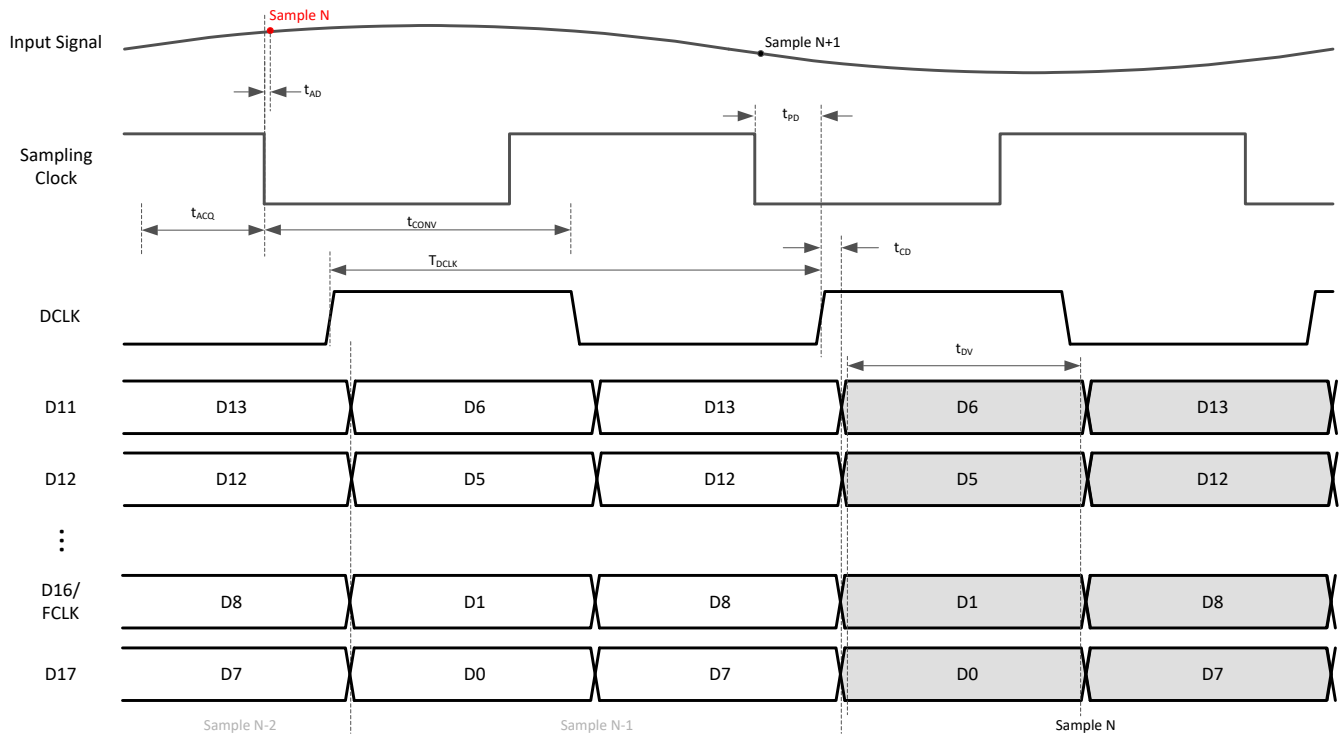 Sample N
Input Signal
Sample N+1
tAD
tPD
Sampling
Clock
tACQ
tCONV
tCD
TDCLK
DCLK
tDV
D11
D13
D6
D13
D6
D13
D12
D12
D5
D12
D5
D12
⋮
D16/
FCLK
D8
D1
D8
D1
D8
D17
D7
D0
D7
D0
D7
Sample N-2
Sample N-1
Sample N